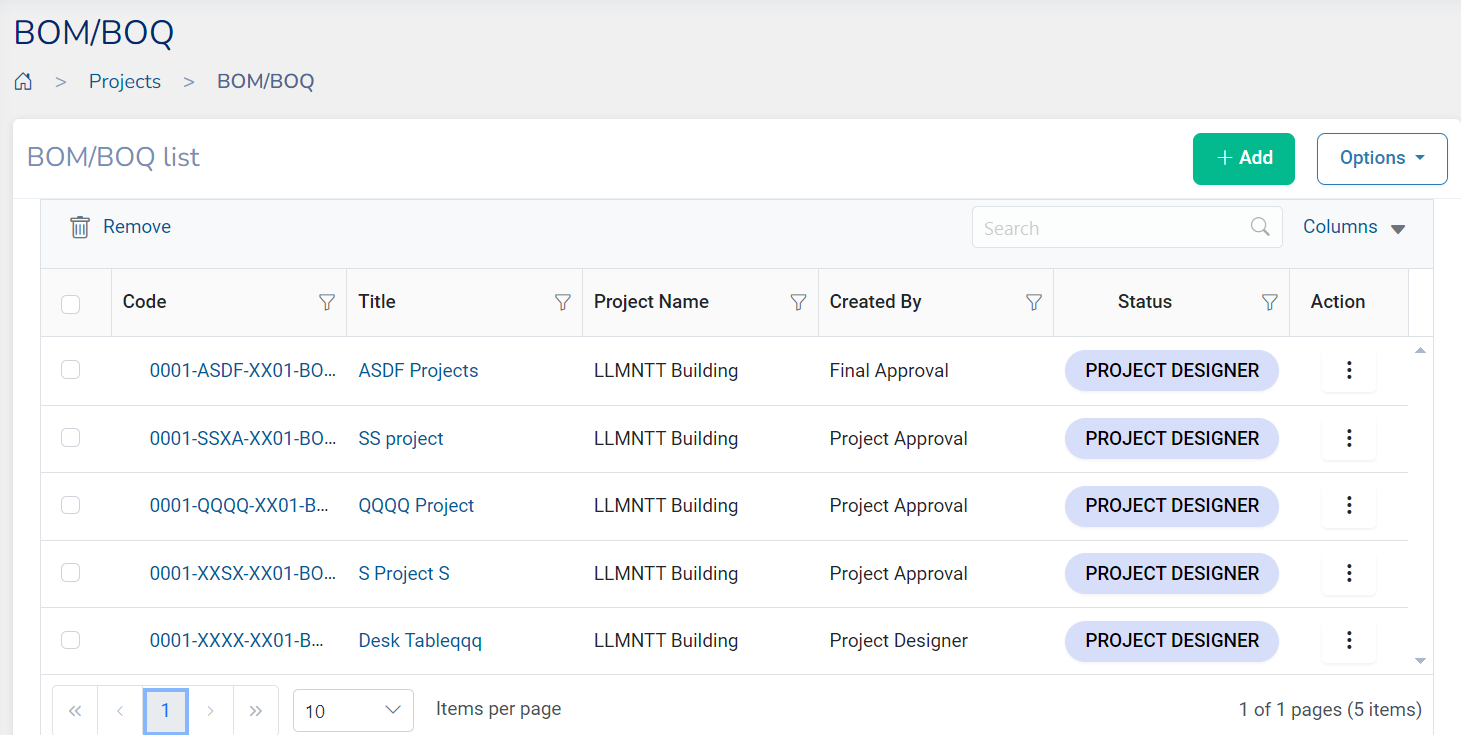 BOM/BOQ
> Projects > BOM/BOQ
BOM/BOQ list
+ Add Options
Remove Search Columns
Code Title Project Name Created By Status Action
0001-ASDF-XX01-BO... ASDF Projects LLMNTT Building Final Approval PROJECT DESIGNER
0001-SSXA-XX01-BO... SS project LLMNTT Building Project Approval PROJECT DESIGNER
0001-QQQQ-XX01-B... QQQQ Project LLMNTT Building Project Approval PROJECT DESIGNER
0001-XXSX-XX01-BO... S Project S LLMNTT Building Project Approval PROJECT DESIGNER
0001-XXXX-XX01-B... Desk Tableqqq LLMNTT Building Project Designer PROJECT DESIGNER
« ‹ 1 › » 10 Items per page 1 of 1 pages (5 items)